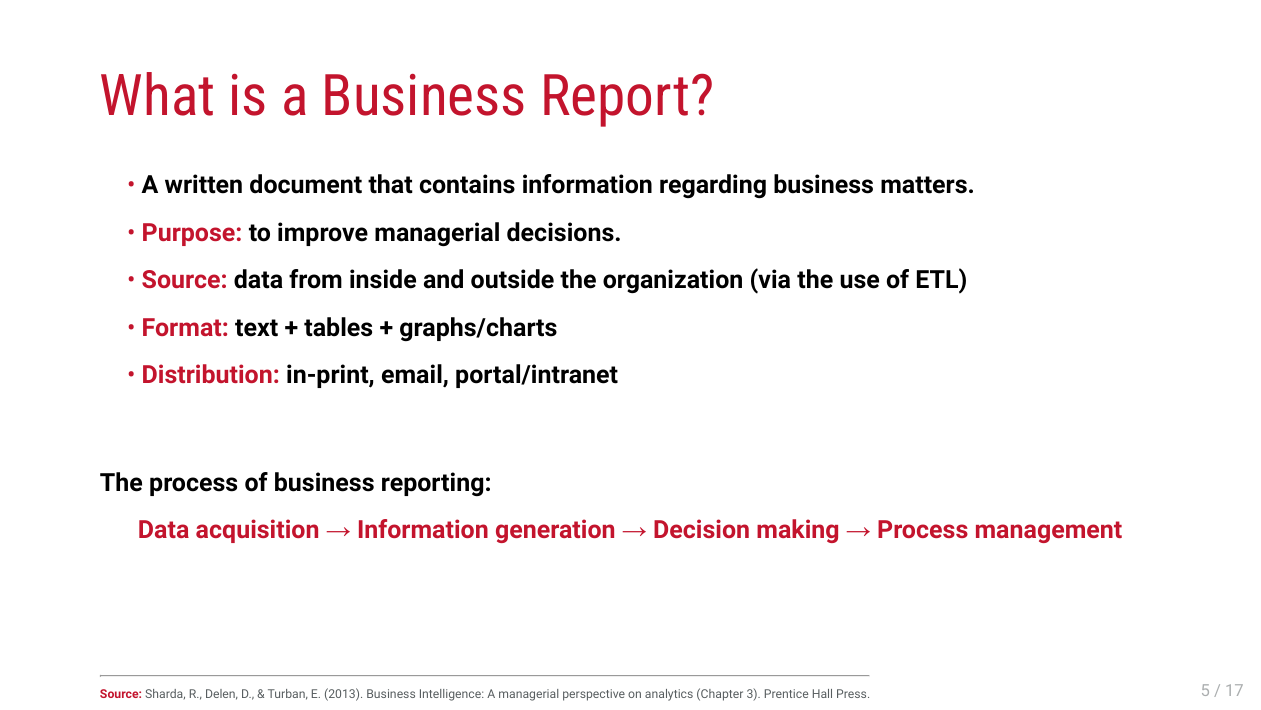 What is a Business Report?
• A written document that contains information regarding business matters.
• Purpose: to improve managerial decisions.
• Source: data from inside and outside the organization (via the use of ETL)
• Format: text + tables + graphs/charts
• Distribution: in-print, email, portal/intranet
The process of business reporting:
Data acquisition → Information generation → Decision making → Process management
Source: Sharda, R., Delen, D., & Turban, E. (2013). Business Intelligence: A managerial perspective on analytics (Chapter 3). Prentice Hall Press.
5 / 17